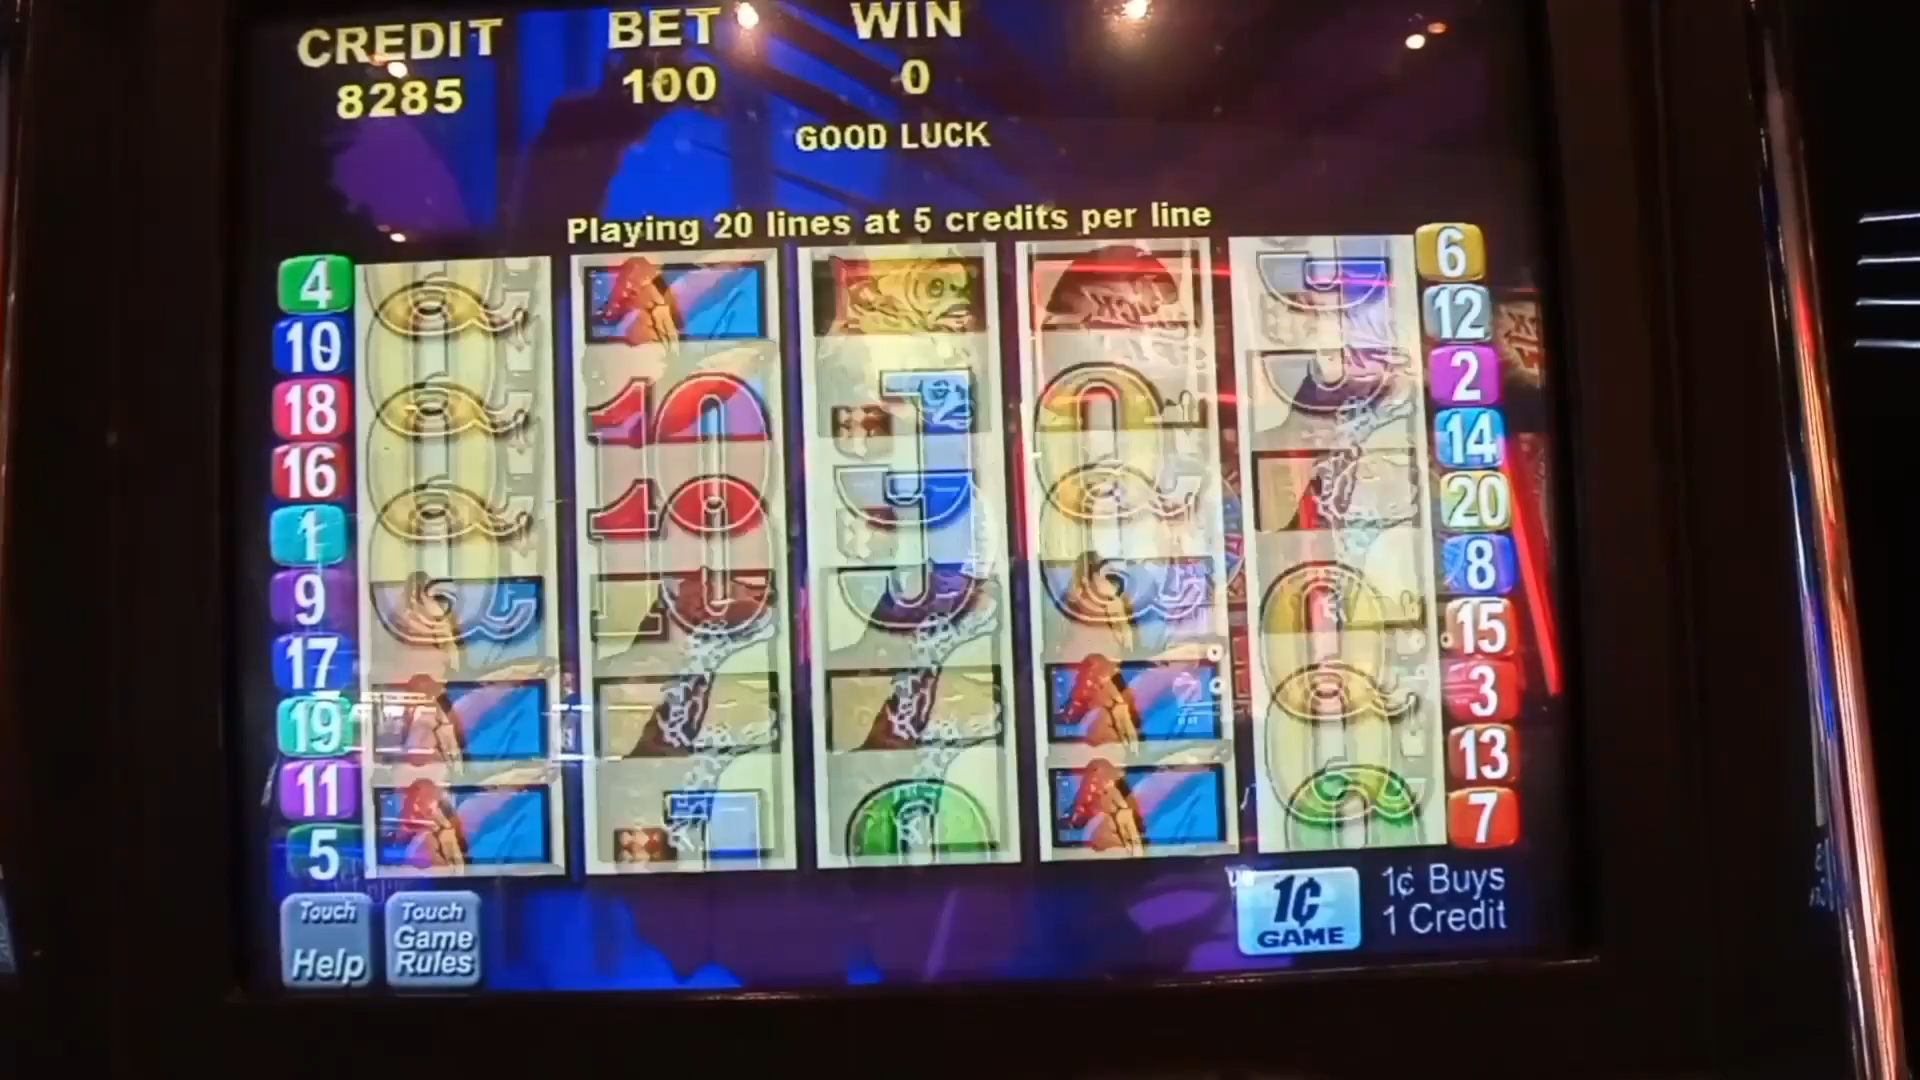 CREDIT BET WIN
8285 100 0
GOOD LUCK
Playing 20 lines at 5 credits per line
4 6
10 12
18 2
16 14
1 20
9 8
17 15
19 3
11 13
5 7
10
10
Touch
Help
Touch
Game
Rules
1¢
GAME
1¢ Buys
1 Credit